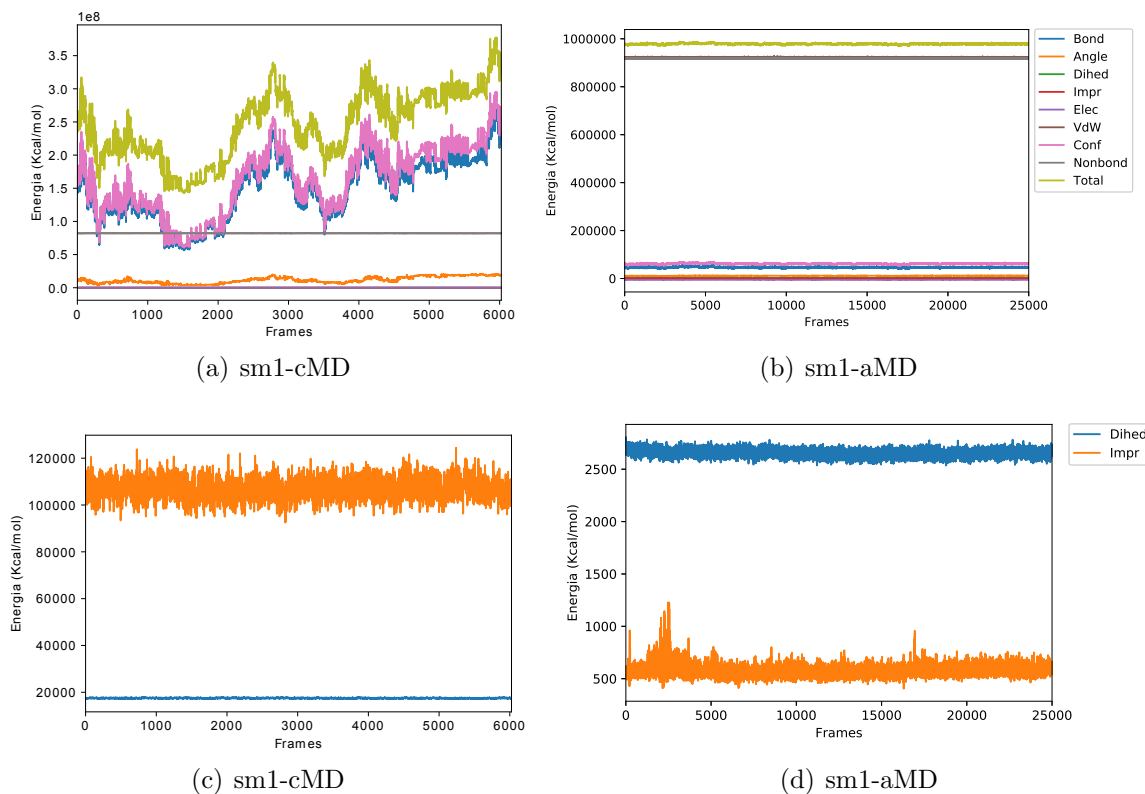 1e8
3.5
3.0
2.5
2.0
1.5
1.0
0.5
0.0
Energia (Kcal/mol)
0 1000 2000 3000 4000 5000 6000
Frames
(a) sm1-cMD
1000000
800000
600000
400000
200000
0
Energia (Kcal/mol)
0 5000 10000 15000 20000 25000
Frames
Bond
Angle
Dihed
Impr
Elec
VdW
Conf
Nonbond
Total
(b) sm1-aMD
120000
100000
80000
60000
40000
20000
Energia (Kcal/mol)
0 1000 2000 3000 4000 5000 6000
Frames
(c) sm1-cMD
2500
2000
1500
1000
500
Energia (Kcal/mol)
0 5000 10000 15000 20000 25000
Frames
Dihed
Impr
(d) sm1-aMD